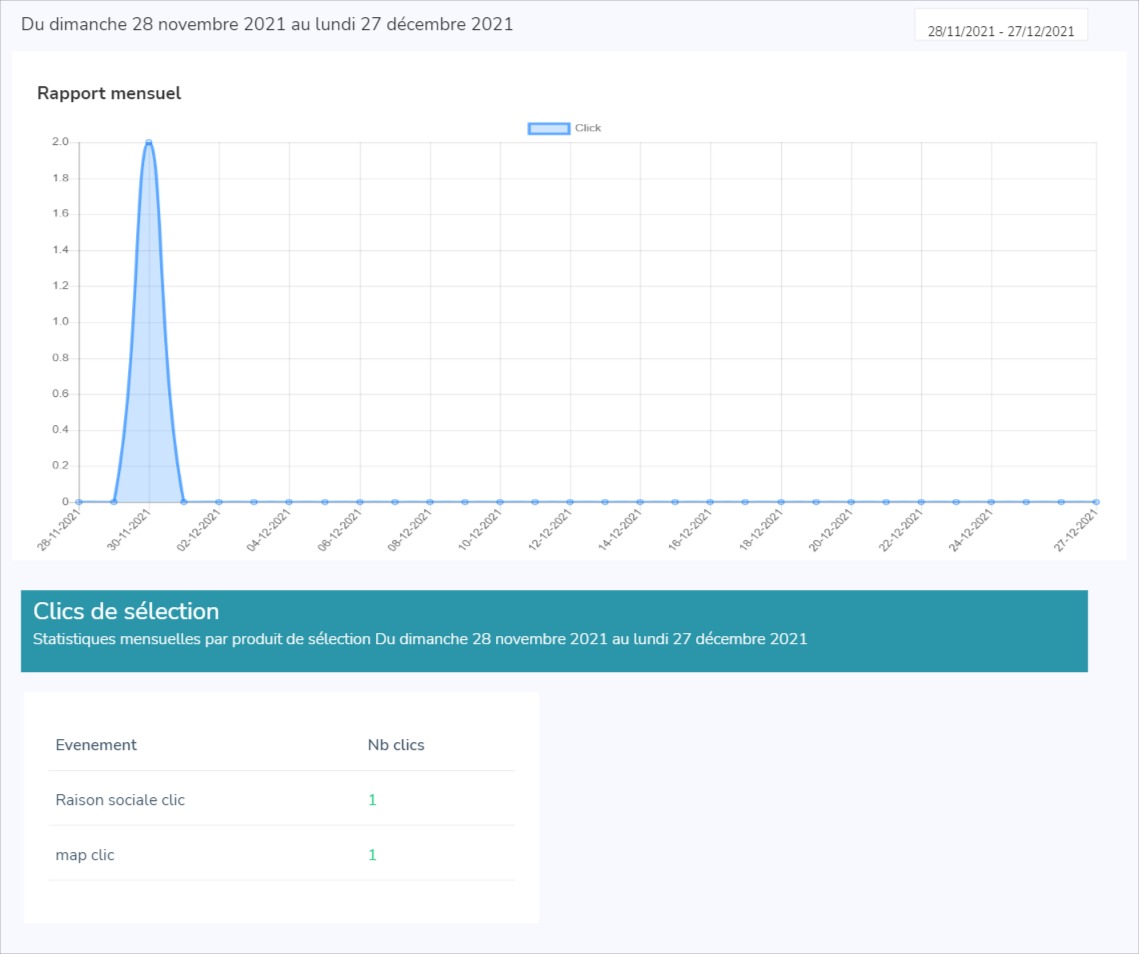 Du dimanche 28 novembre 2021 au lundi 27 décembre 2021
28/11/2021 - 27/12/2021
Rapport mensuel
Click
2.0
1.8
1.6
1.4
1.2
1.0
0.8
0.6
0.4
0.2
0
28-11-2021
30-11-2021
02-12-2021
04-12-2021
06-12-2021
08-12-2021
10-12-2021
12-12-2021
14-12-2021
16-12-2021
18-12-2021
20-12-2021
22-12-2021
24-12-2021
27-12-2021
Clics de sélection
Statistiques mensuelles par produit de sélection Du dimanche 28 novembre 2021 au lundi 27 décembre 2021
Evenement Nb clics
Raison sociale clic 1
map clic 1